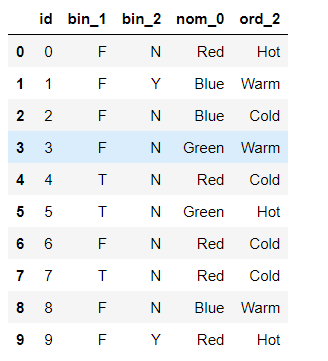 id bin_1 bin_2 nom_0 ord_2
0 0 F N Red Hot
1 1 F Y Blue Warm
2 2 F N Blue Cold
3 3 F N Green Warm
4 4 T N Red Cold
5 5 T N Green Hot
6 6 F N Red Cold
7 7 T N Red Cold
8 8 F N Blue Warm
9 9 F Y Red Hot